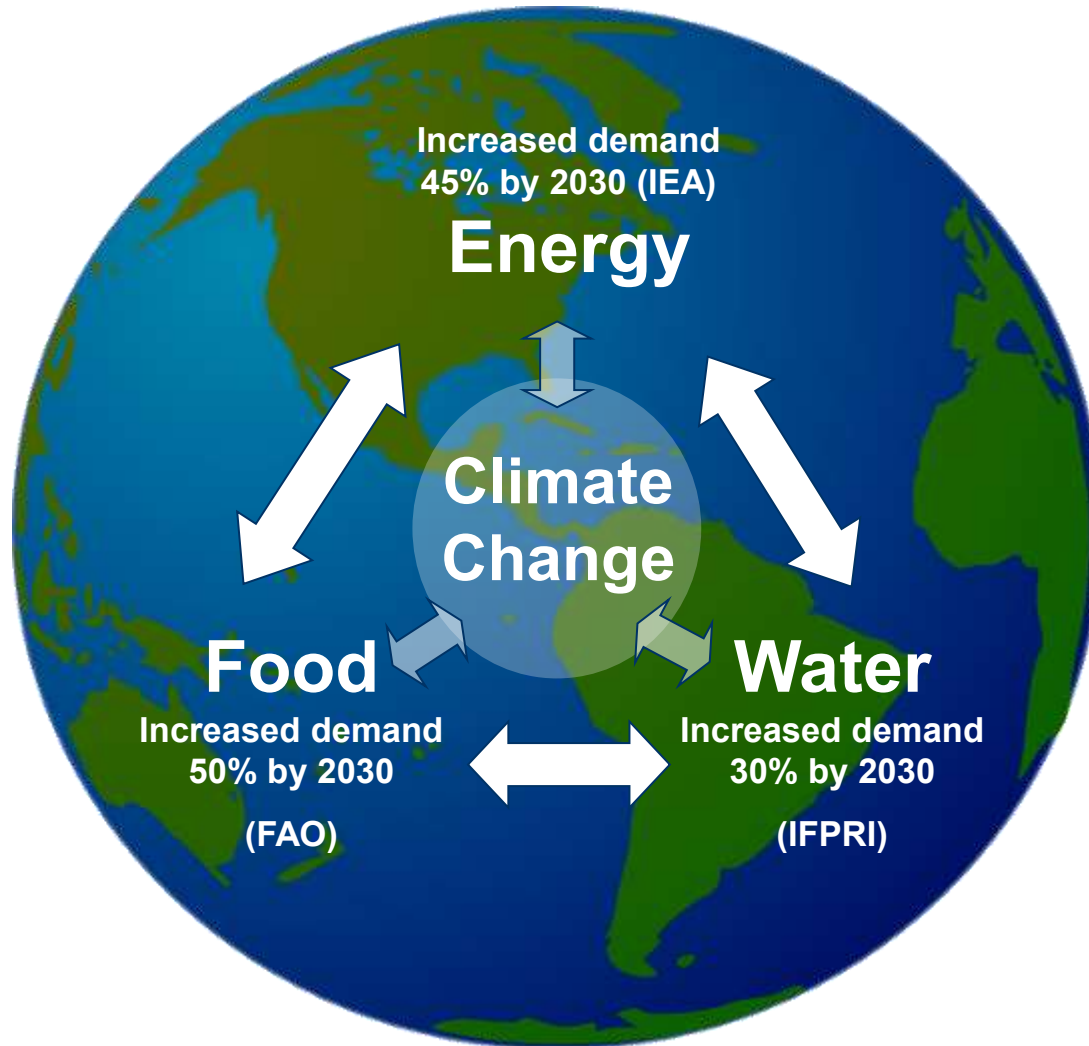 Increased demand
45% by 2030 (IEA)
Energy
Climate
Change
Food
Increased demand
50% by 2030
(FAO)
Water
Increased demand
30% by 2030
(IFPRI)